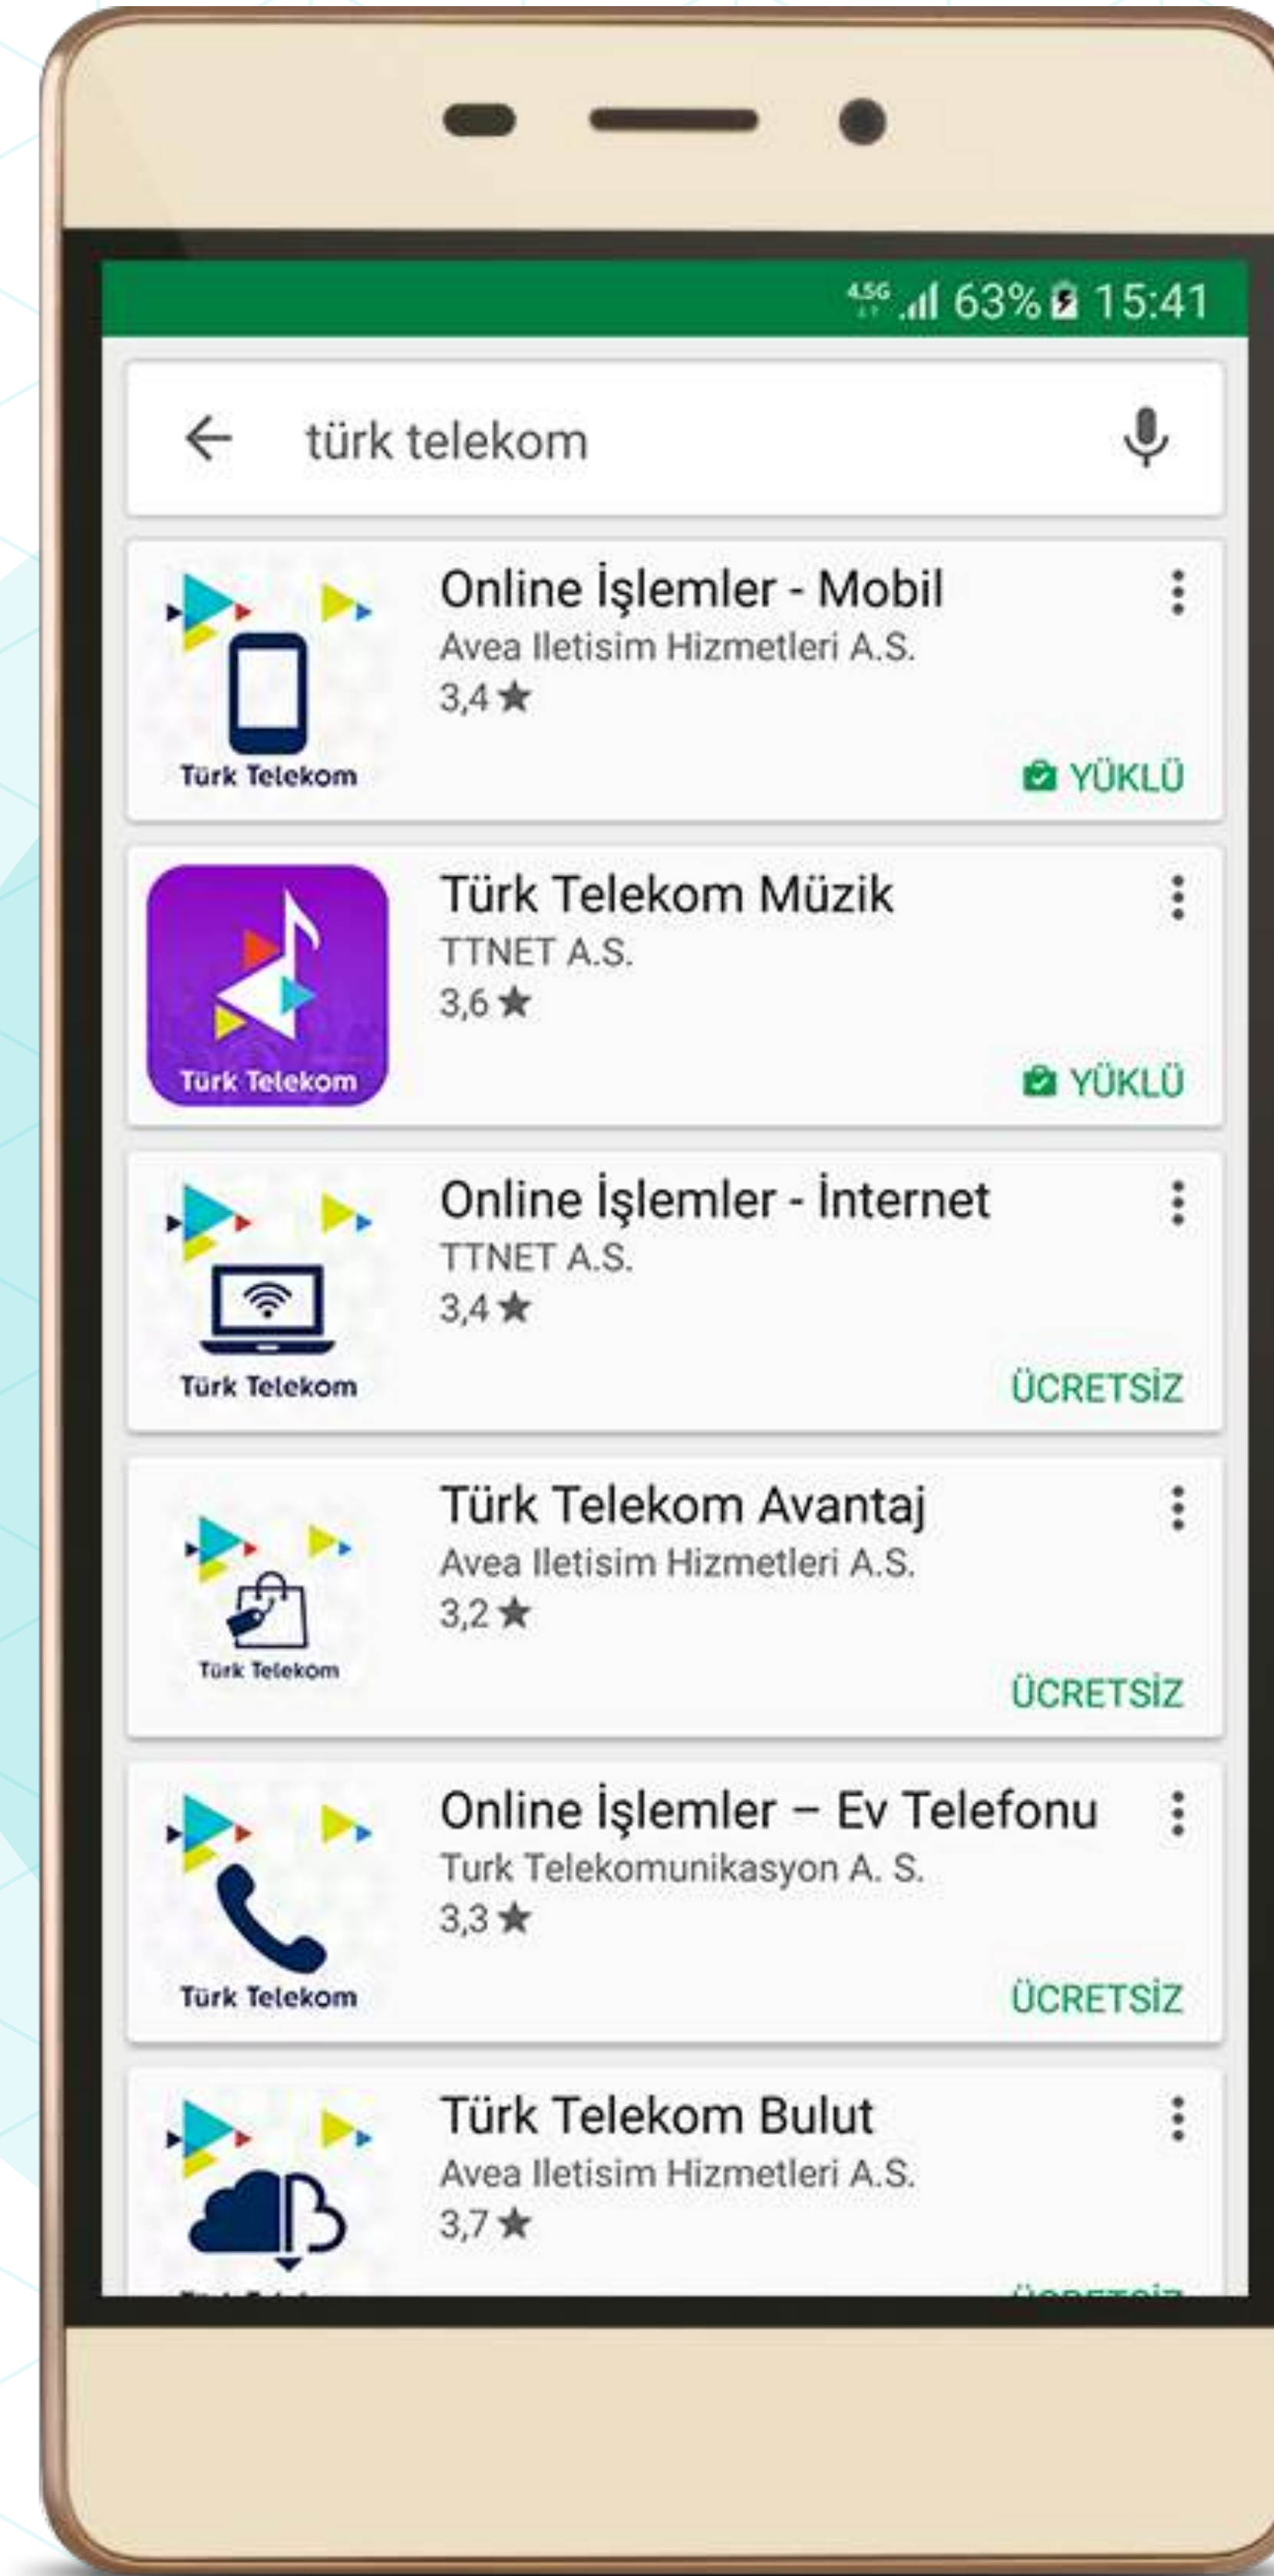 4.5G 63% 15:41
türk telekom
Online İşlemler - Mobil
Avea Iletisim Hizmetleri A.S.
3,4
Türk Telekom
YÜKLÜ
Türk Telekom Müzik
TTNET A.S.
3,6
Türk Telekom
YÜKLÜ
Online İşlemler - İnternet
TTNET A.S.
3,4
Türk Telekom
ÜCRETSİZ
Türk Telekom Avantaj
Avea Iletisim Hizmetleri A.S.
3,2
Türk Telekom
ÜCRETSİZ
Online İşlemler – Ev Telefonu
Turk Telekomunikasyon A. S.
3,3
Türk Telekom
ÜCRETSİZ
Türk Telekom Bulut
Avea Iletisim Hizmetleri A.S.
3,7